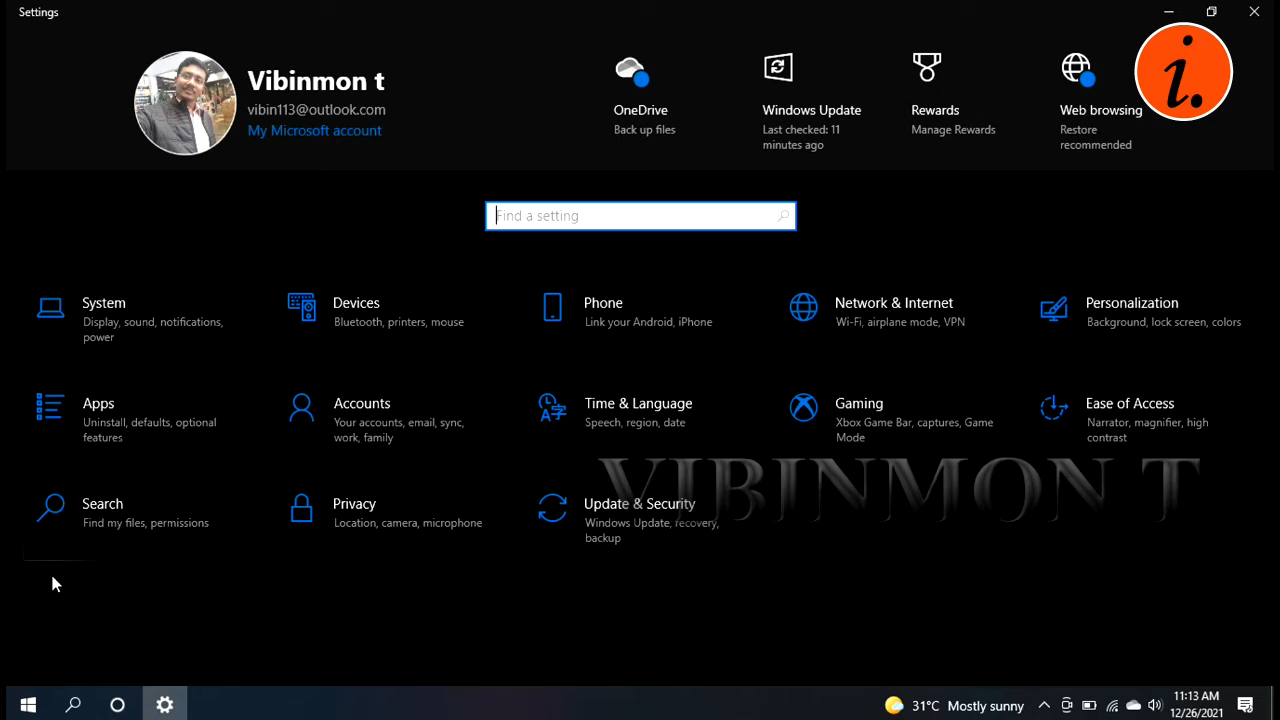 Settings
Vibinmon t
vibin113@outlook.com
My Microsoft account
OneDrive
Back up files
Windows Update
Last checked: 11
minutes ago
Rewards
Manage Rewards
Web browsing
Restore
recommended
i.
Find a setting
System
Display, sound, notifications,
power
Devices
Bluetooth, printers, mouse
Phone
Link your Android, iPhone
Network & Internet
Wi-Fi, airplane mode, VPN
Personalization
Background, lock screen, colors
Apps
Uninstall, defaults, optional
features
Accounts
Your accounts, email, sync,
work, family
Time & Language
Speech, region, date
Gaming
Xbox Game Bar, captures, Game
Mode
Ease of Access
Narrator, magnifier, high
contrast
VIBINMON T
Search
Find my files, permissions
Privacy
Location, camera, microphone
Update & Security
Windows Update, recovery,
backup
31°C Mostly sunny
11:13 AM
12/26/2021